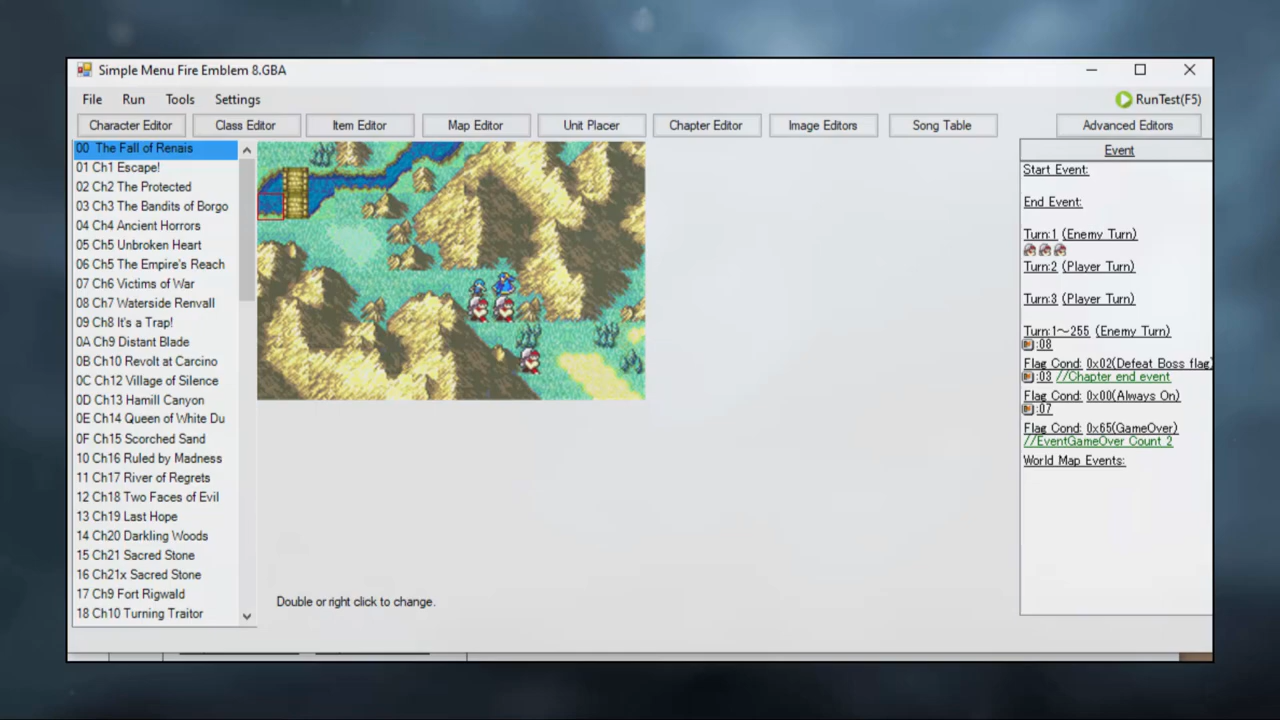 Simple Menu Fire Emblem 8.GBA
File Run Tools Settings
RunTest(F5)
Character Editor Class Editor Item Editor Map Editor Unit Placer Chapter Editor Image Editors Song Table Advanced Editors
00 The Fall of Renais
01 Ch1 Escape!
02 Ch2 The Protected
03 Ch3 The Bandits of Borgo
04 Ch4 Ancient Horrors
05 Ch5 Unbroken Heart
06 Ch5 The Empire's Reach
07 Ch6 Victims of War
08 Ch7 Waterside Renvall
09 Ch8 It's a Trap!
0A Ch9 Distant Blade
0B Ch10 Revolt at Carcino
0C Ch12 Village of Silence
0D Ch13 Hamill Canyon
0E Ch14 Queen of White Du
0F Ch15 Scorched Sand
10 Ch16 Ruled by Madness
11 Ch17 River of Regrets
12 Ch18 Two Faces of Evil
13 Ch19 Last Hope
14 Ch20 Darkling Woods
15 Ch21 Sacred Stone
16 Ch21x Sacred Stone
17 Ch9 Fort Rigwald
18 Ch10 Turning Traitor
Double or right click to change.
Event
Start Event:
End Event:
Turn:1 (Enemy Turn)
Turn:2 (Player Turn)
Turn:3 (Player Turn)
Turn:1～255 (Enemy Turn)
:08
Flag Cond: 0x02(Defeat Boss flag)
:03 //Chapter end event
Flag Cond: 0x00(Always On)
:07
Flag Cond: 0x65(GameOver)
//EventGameOver Count 2
World Map Events: